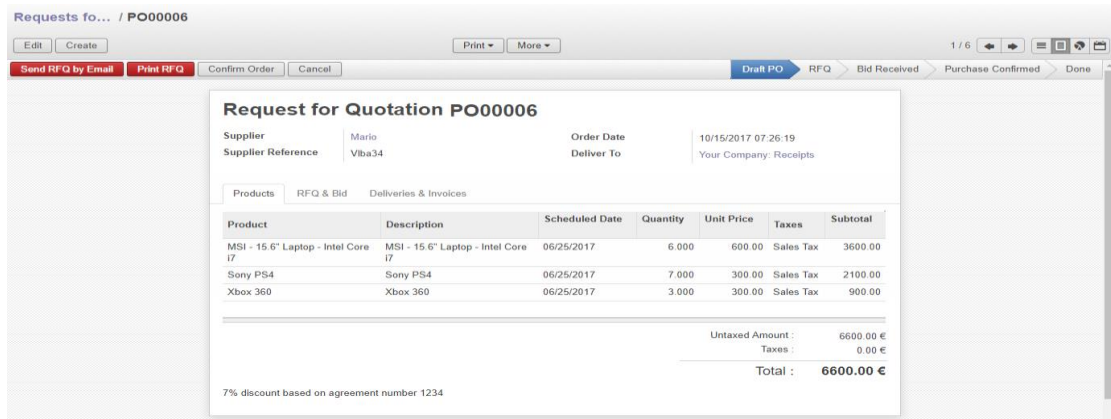 Requests fo... / PO00006
Edit Create Print More 1 / 6
Send RFQ by Email Print RFQ Confirm Order Cancel Draft PO RFQ Bid Received Purchase Confirmed Done
Request for Quotation PO00006
Supplier Mario Order Date 10/15/2017 07:26:19
Supplier Reference Vlba34 Deliver To Your Company: Receipts
Products RFQ & Bid Deliveries & Invoices
Product Description Scheduled Date Quantity Unit Price Taxes Subtotal
MSI - 15.6" Laptop - Intel Core MSI - 15.6" Laptop - Intel Core 06/25/2017 6.000 600.00 Sales Tax 3600.00
i7 i7
Sony PS4 Sony PS4 06/25/2017 7.000 300.00 Sales Tax 2100.00
Xbox 360 Xbox 360 06/25/2017 3.000 300.00 Sales Tax 900.00
Untaxed Amount : 6600.00 €
Taxes : 0.00 €
Total : 6600.00 €
7% discount based on agreement number 1234